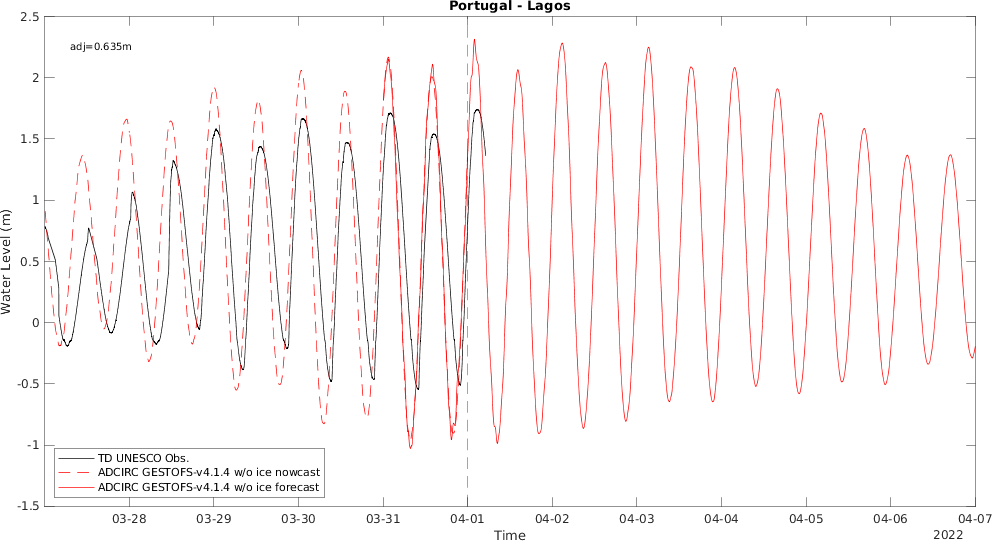 Portugal - Lagos
adj=0.635m
2.5
2
1.5
1
0.5
0
-0.5
-1
-1.5
Water Level (m)
TD UNESCO Obs.
ADCIRC GESTOFS-v4.1.4 w/o ice nowcast
ADCIRC GESTOFS-v4.1.4 w/o ice forecast
03-28 03-29 03-30 03-31 04-01 04-02 04-03 04-04 04-05 04-06 04-07
Time
2022